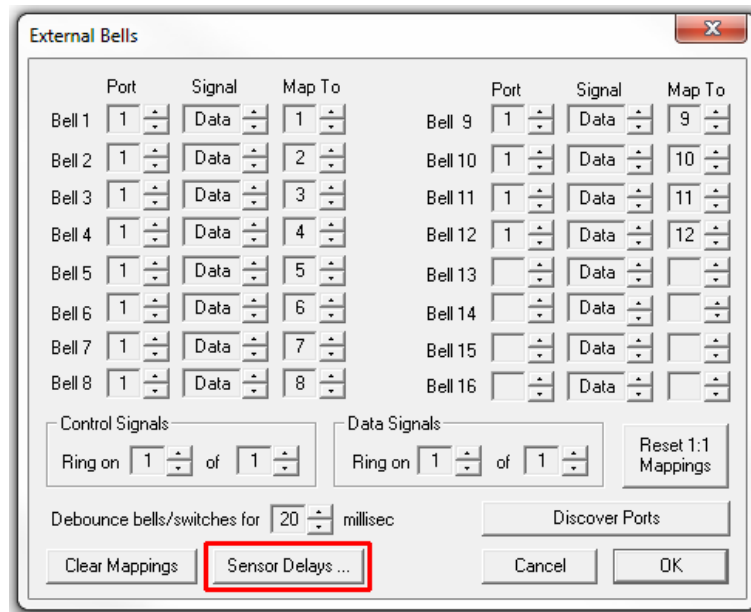 External Bells
Port Signal Map To Port Signal Map To
Bell 1 1 Data 1 Bell 9 1 Data 9
Bell 2 1 Data 2 Bell 10 1 Data 10
Bell 3 1 Data 3 Bell 11 1 Data 11
Bell 4 1 Data 4 Bell 12 1 Data 12
Bell 5 1 Data 5 Bell 13 Data
Bell 6 1 Data 6 Bell 14 Data
Bell 7 1 Data 7 Bell 15 Data
Bell 8 1 Data 8 Bell 16 Data
Control Signals Data Signals
Ring on 1 of 1 Ring on 1 of 1 Reset 1:1
Mappings
Debounce bells/switches for 20 millisec Discover Ports
Clear Mappings Sensor Delays ... Cancel OK